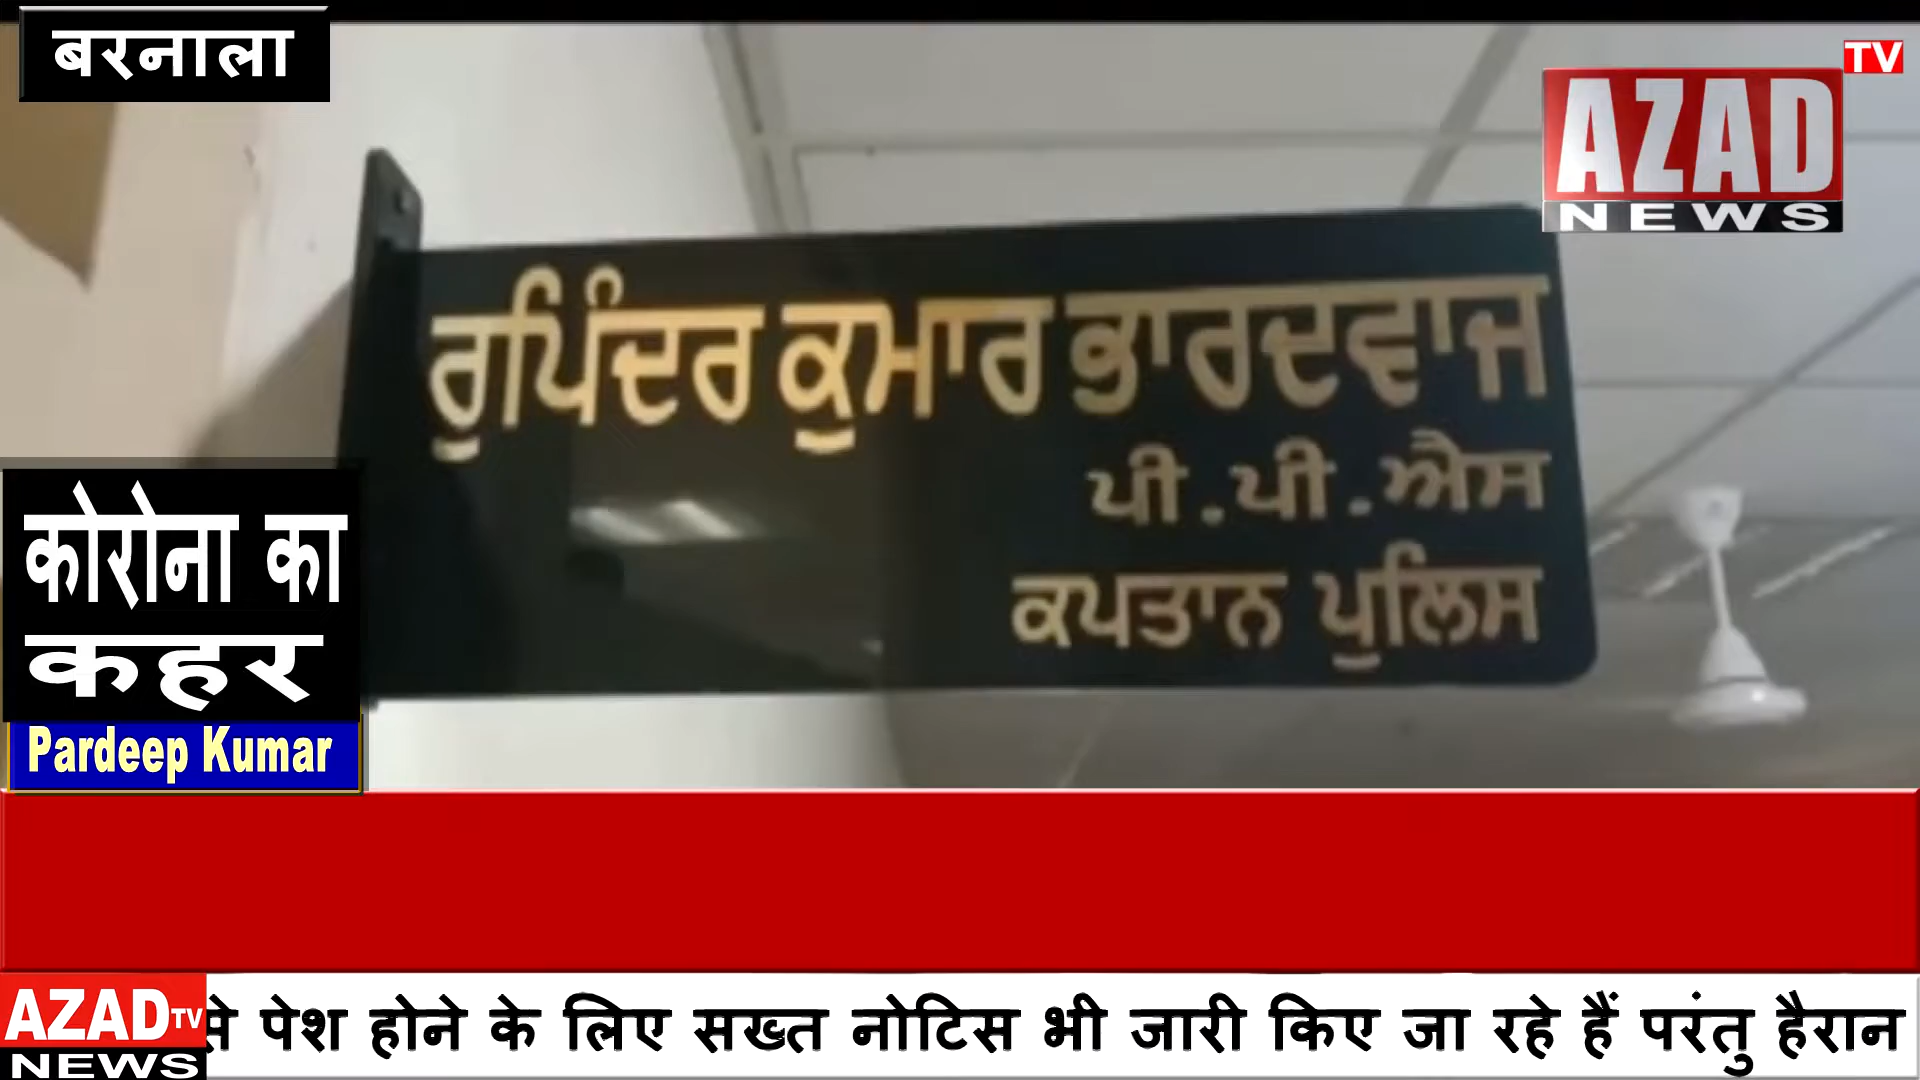 बरनाला
TV
AZAD
NEWS
ਰੁਪਿੰਦਰ ਕੁਮਾਰ ਭਾਰਦਵਾਜ
ਪੀ.ਪੀ.ਐਸ
ਕਪਤਾਨ ਪੁਲਿਸ
कोरोना का
कहर
Pardeep Kumar
AZAD TV
NEWS
से पेश होने के लिए सख्त नोटिस भी जारी किए जा रहे हैं परंतु हैरान